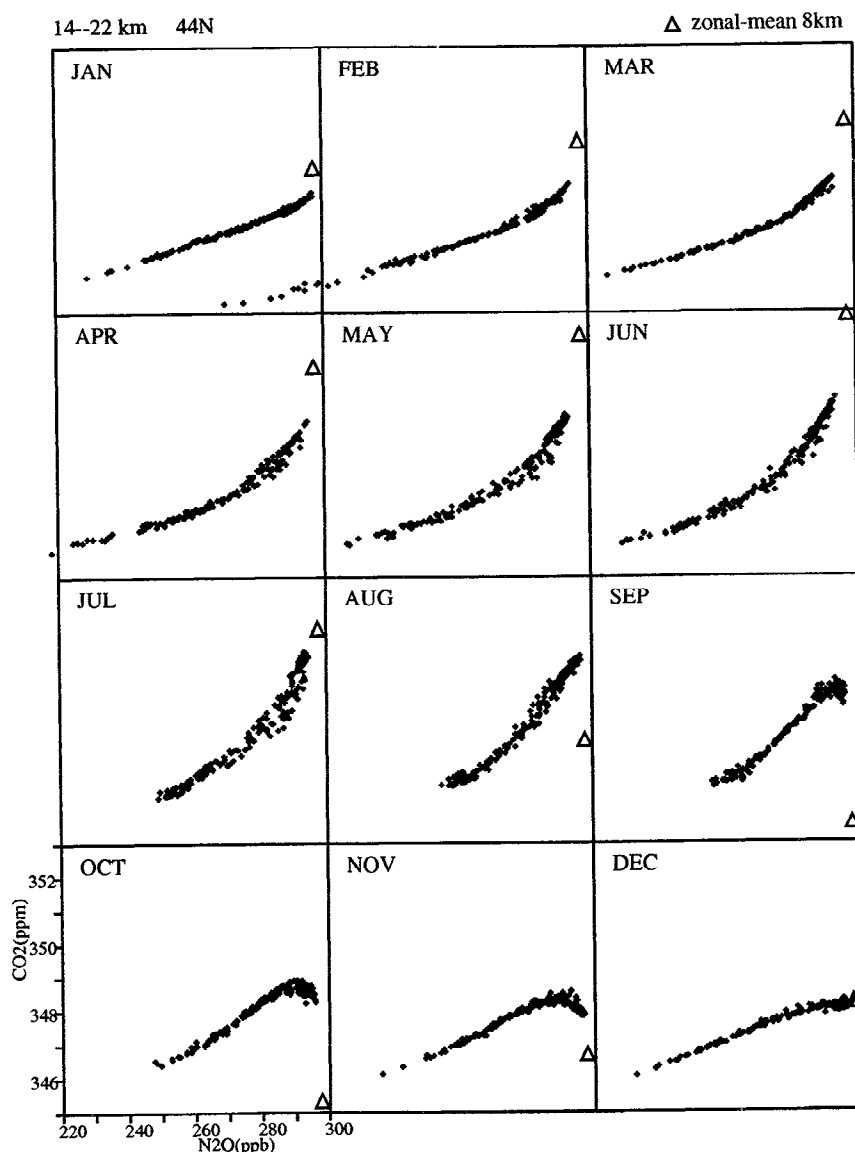 14--22 km 44N
△ zonal-mean 8km
JAN
FEB
MAR
APR
MAY
JUN
JUL
AUG
SEP
OCT
NOV
DEC
352
350
348
346
CO2(ppm)
220 240 260 280 300
N2O(ppb)